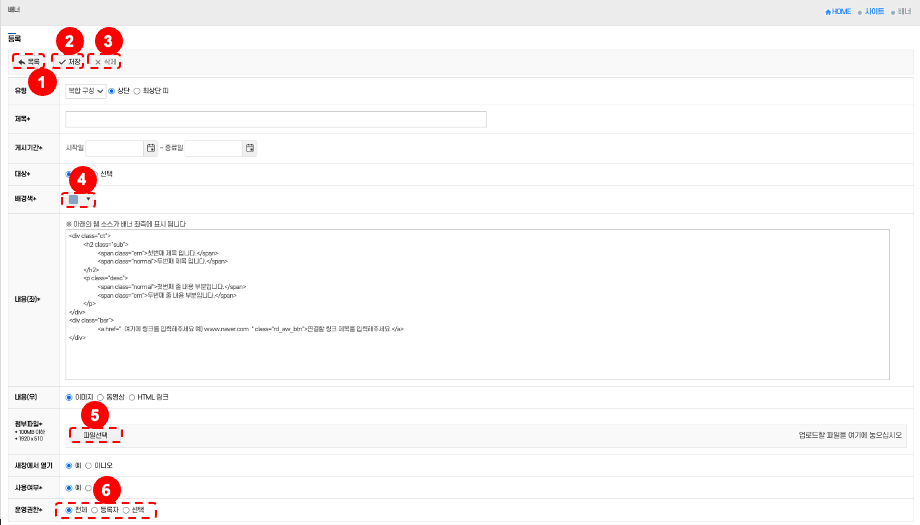 배너
HOME 사이트 배너
등록
2 3
목록 저장 삭제
1
유형 복합 구성 상단 최상단 띠
제목*
게시기간* 시작일 ~ 종료일
대상* 선택
4
배경색*
※ 아래의 웹 소스가 배너 좌측에 표시 됩니다
<div class="ct">
<h2 class="sub">
<span class="em">첫번째 제목 입니다.</span>
<span class="normal">두번째 제목 입니다.</span>
</h2>
<p class="desc">
<span class="normal">첫번째 줄 내용 부분입니다.</span>
<span class="em">두번째 줄 내용 부분입니다.</span>
</p>
내용(좌)*
</div>
<div class="bar">
<a href=" 여기에 링크를 입력해주세요 예) www.naver.com " class="rd_aw_btn">연결할 링크 제목을 입력해주세요.</a>
</div>
내용(우) 이미지 동영상 HTML 링크
5
첨부파일*
* 100MB 이하
* 1920 x 510
파일선택 업로드할 파일을 여기에 놓으십시오
새창에서 열기 예 아니오
사용여부* 예
6
운영권한* 전체 등록자 선택